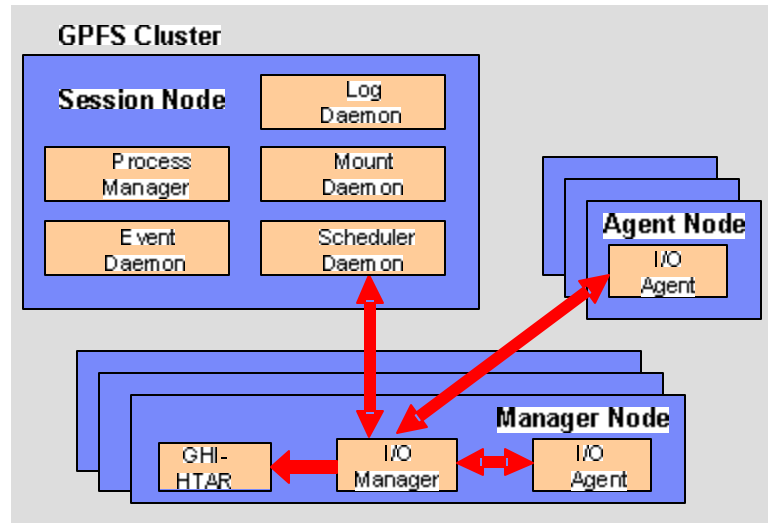 GPFS Cluster
Session Node
Log
Daemon
Process
Manager
Mount
Daemon
Event
Daemon
Scheduler
Daemon
Agent Node
I/O
Agent
Manager Node
GHI-
HTAR
I/O
Manager
I/O
Agent